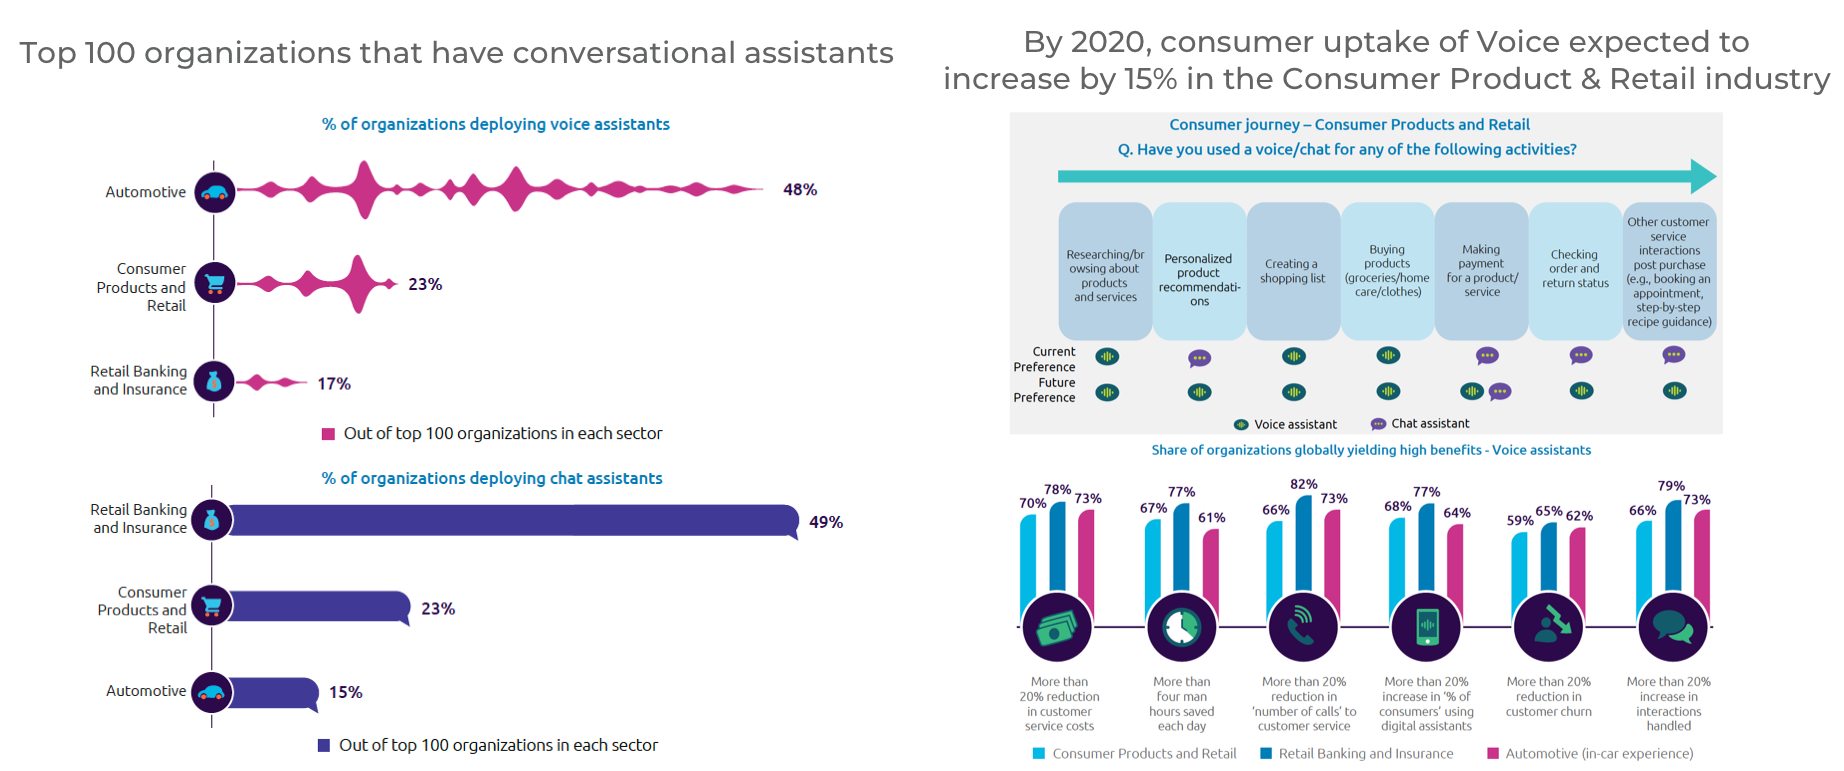 Top 100 organizations that have conversational assistants
% of organizations deploying voice assistants
Automotive
48%
Consumer
Products and
Retail
23%
Retail Banking
and Insurance
17%
Out of top 100 organizations in each sector
% of organizations deploying chat assistants
Retail Banking
and Insurance
49%
Consumer
Products and
Retail
23%
Automotive
15%
Out of top 100 organizations in each sector
By 2020, consumer uptake of Voice expected to
increase by 15% in the Consumer Product & Retail industry
Consumer journey – Consumer Products and Retail
Q. Have you used a voice/chat for any of the following activities?
Researching/br
owsing about
products
and services
Personalized
product
recommendati-
ons
Creating a
shopping list
Buying
products
(groceries/home
care/clothes)
Making
payment
for a product/
service
Checking
order and
return status
Other customer
service
interactions
post purchase
(e.g., booking an
appointment,
step-by-step
recipe guidance)
Current
Preference
Future
Preference
Voice assistant
Chat assistant
Share of organizations globally yielding high benefits - Voice assistants
70%
78%
73%
67%
77%
61%
66%
82%
73%
68%
77%
64%
59%
65%
62%
66%
79%
73%
More than
20% reduction
in customer
service costs
More than
four man
hours saved
each day
More than 20%
reduction in
‘number of calls’ to
customer service
More than 20%
increase in ‘% of
consumers’ using
digital assistants
More than 20%
reduction in
customer churn
More than 20%
increase in
interactions
handled
Consumer Products and Retail
Retail Banking and Insurance
Automotive (in-car experience)